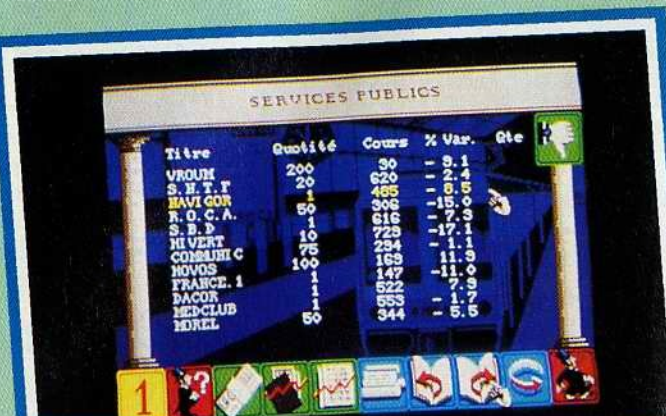 SERVICES PUBLICS
Titre Quotité Cours % Var. Qte
VROUM 200 30 - 9.1
S.H.T.F 20 620 - 2.4
NAVIGOR 1 485 - 8.5
R.O.C.A. 50 306 -15.0
S.B.D 1 616 - 7.3
HIVERT 10 729 -17.1
COMMUNIC 75 294 - 1.1
NOVOS 100 169 11.9
FRANCE.1 1 147 -11.0
DACOR 1 522 7.9
MEDCLUB 1 553 - 1.7
MOREL 50 344 - 5.5
1 ?